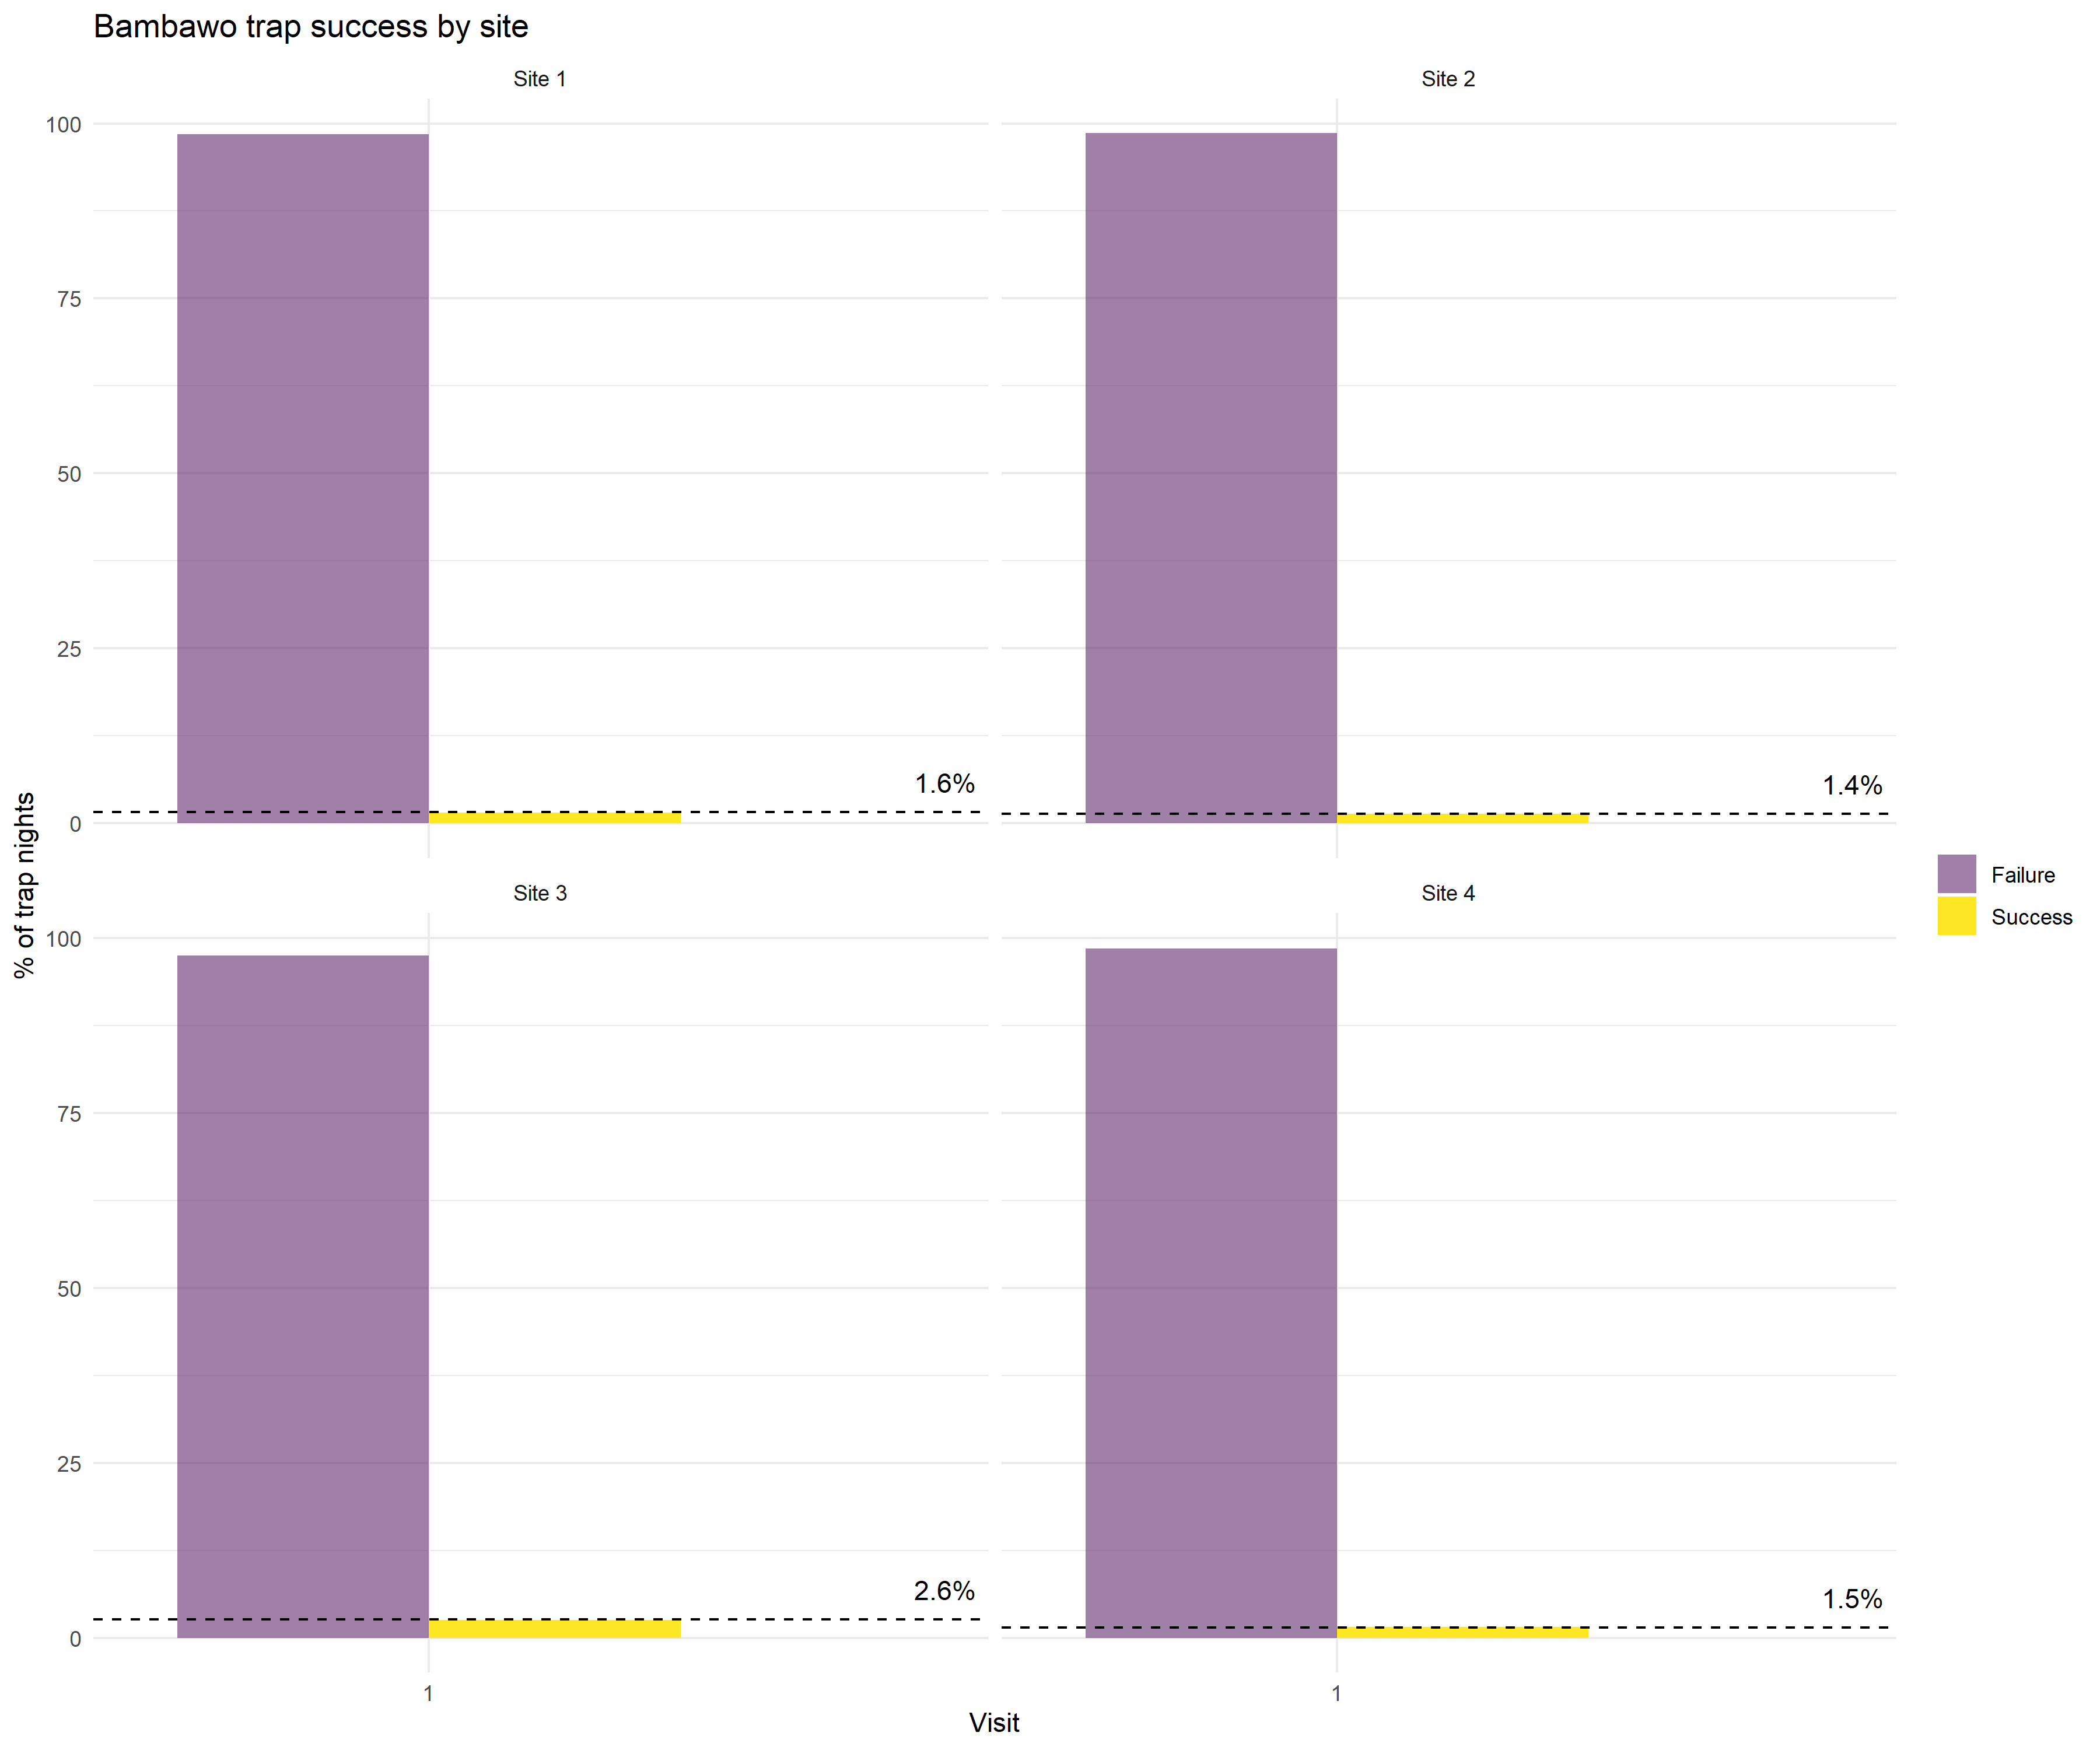 Bambawo trap success by site
Site 1
Site 2
100
75
50
25
0
1.6%
1.4%
% of trap nights
Site 3
Site 4
100
75
50
25
0
2.6%
1.5%
1
1
Visit
Failure
Success